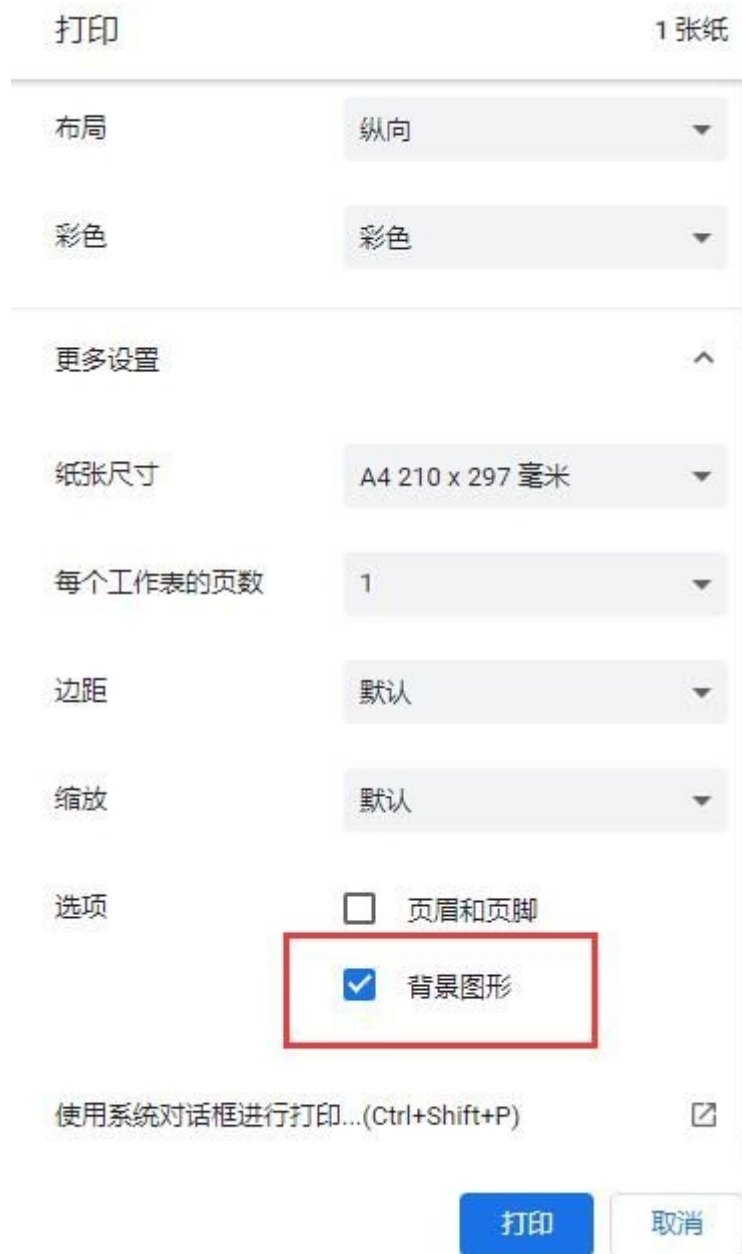 打印 1 张纸
布局 纵向
彩色 彩色
更多设置
纸张尺寸 A4 210 x 297 毫米
每个工作表的页数 1
边距 默认
缩放 默认
选项 页眉和页脚
背景图形
使用系统对话框进行打印...(Ctrl+Shift+P)
打印 取消